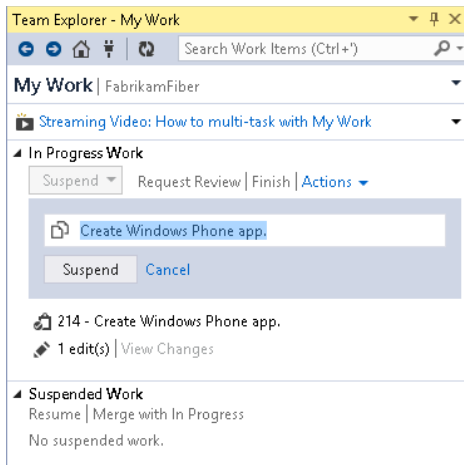 Team Explorer - My Work
Search Work Items (Ctrl+')
My Work | FabrikamFiber
Streaming Video: How to multi-task with My Work
In Progress Work
Suspend Request Review | Finish | Actions
Create Windows Phone app.
Suspend Cancel
214 - Create Windows Phone app.
1 edit(s) | View Changes
Suspended Work
Resume | Merge with In Progress
No suspended work.